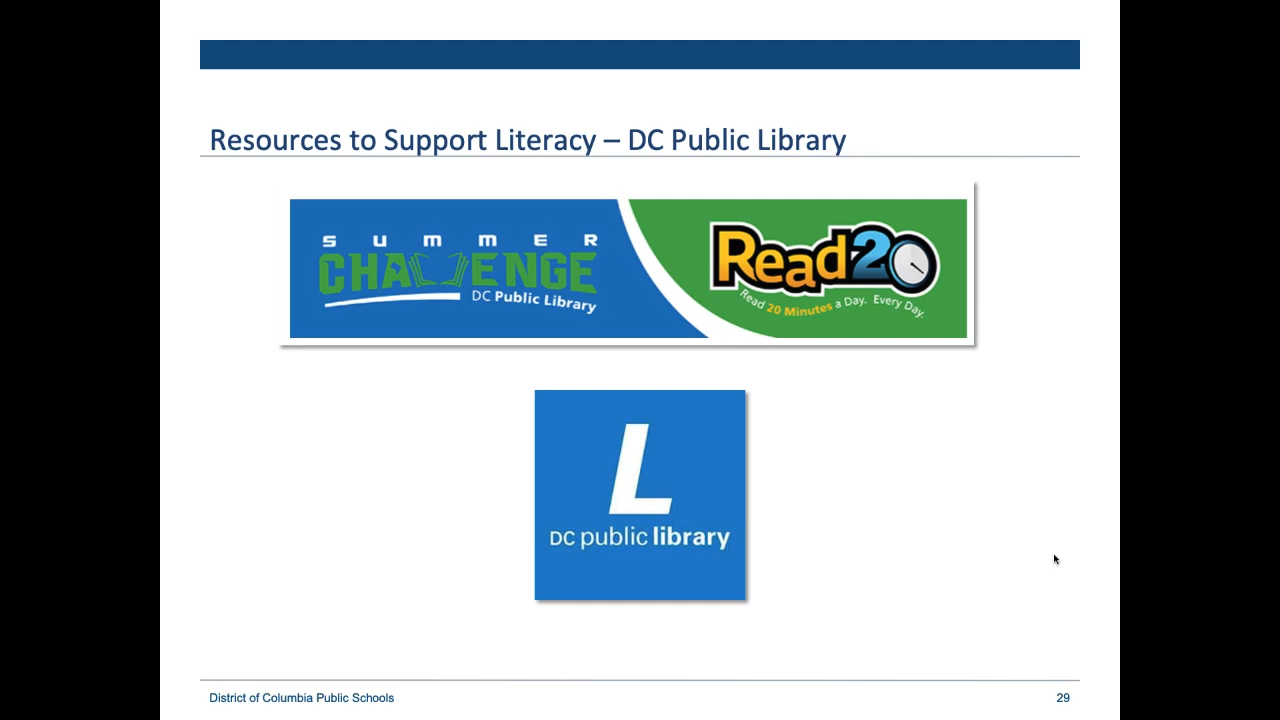 Resources to Support Literacy – DC Public Library
SUMMER
CHALLENGE
DC Public Library
Read20
Read 20 Minutes a Day. Every Day.
L
DC public library
District of Columbia Public Schools
29